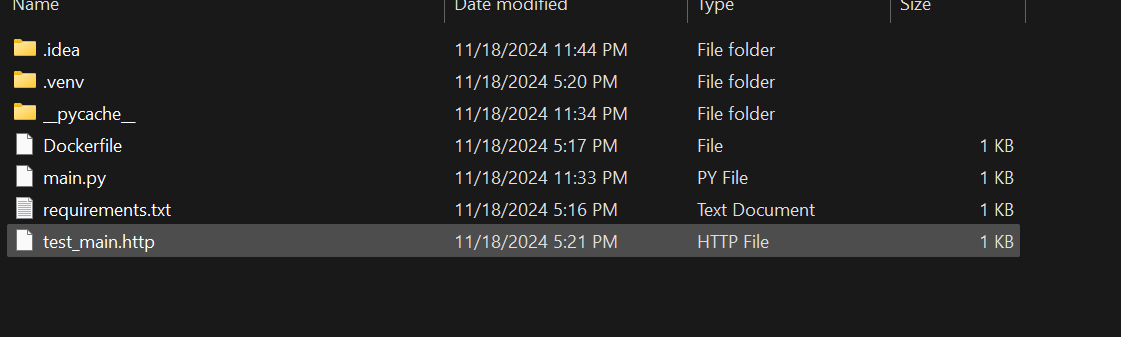 Name Date modified Type Size
.idea 11/18/2024 11:44 PM File folder
.venv 11/18/2024 5:20 PM File folder
__pycache__ 11/18/2024 11:34 PM File folder
Dockerfile 11/18/2024 5:17 PM File 1 KB
main.py 11/18/2024 11:33 PM PY File 1 KB
requirements.txt 11/18/2024 5:16 PM Text Document 1 KB
test_main.http 11/18/2024 5:21 PM HTTP File 1 KB